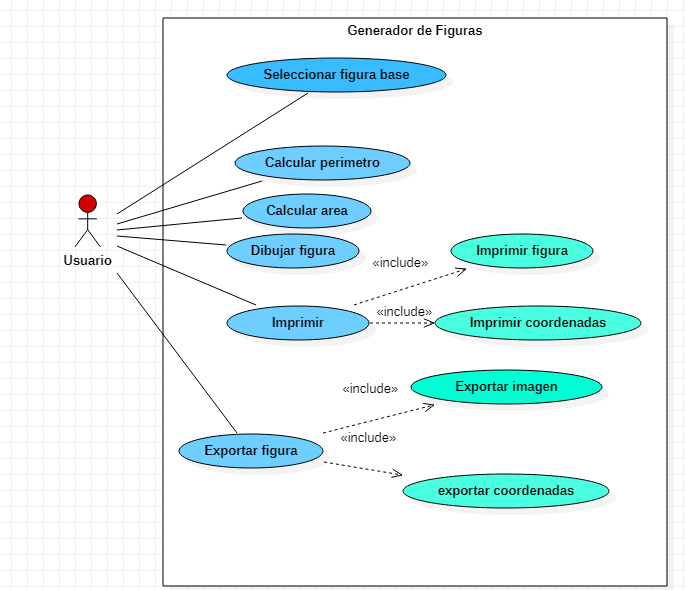 Generador de Figuras
Seleccionar figura base
Calcular perimetro
Calcular area
Dibujar figura
Usuario
Imprimir
«include»
Imprimir figura
«include»
Imprimir coordenadas
Exportar figura
«include»
Exportar imagen
«include»
exportar coordenadas